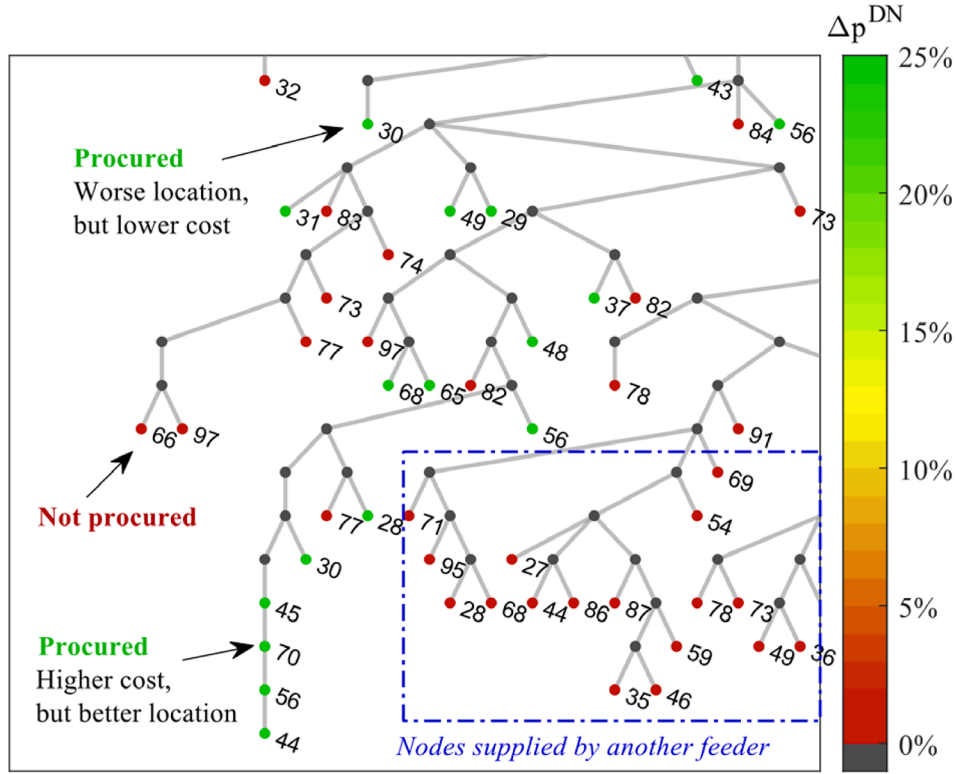 Δp^DN
25%
32
43
30
84 56
Procured
Worse location,
but lower cost
20%
31 83 49 29 73
74
73 37 82
77 97 48
15%
68 65 82 78
66 97 56 91
10%
69
Not procured
77 28 71 54
30 95 27
45 28 68 44 86 87 78 73
5%
Procured
70 59 49 36
Higher cost,
but better location
56 35 46
44
Nodes supplied by another feeder
0%